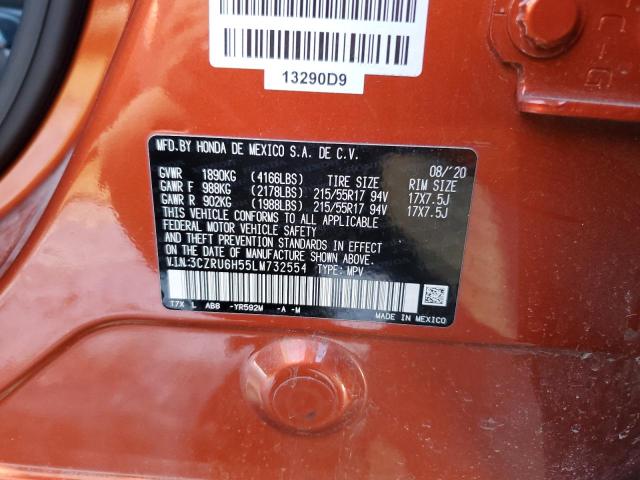 13290D9
MFD.BY HONDA DE MEXICO S.A. DE C.V.
08/'20
GVWR 1890KG (4166LBS) TIRE SIZE RIM SIZE
GAWR F 988KG (2178LBS) 215/55R17 94V 17X7.5J
GAWR R 902KG (1988LBS) 215/55R17 94V 17X7.5J
THIS VEHICLE CONFORMS TO ALL APPLICABLE
FEDERAL MOTOR VEHICLE SAFETY
AND THEFT PREVENTION STANDARDS IN EFFECT
ON THE DATE OF MANUFACTURE SHOWN ABOVE.
V.I.N:3CZRU6H55LM732554 TYPE: MPV
T7X L AB8 -YR592M -A -M MADE IN MEXICO